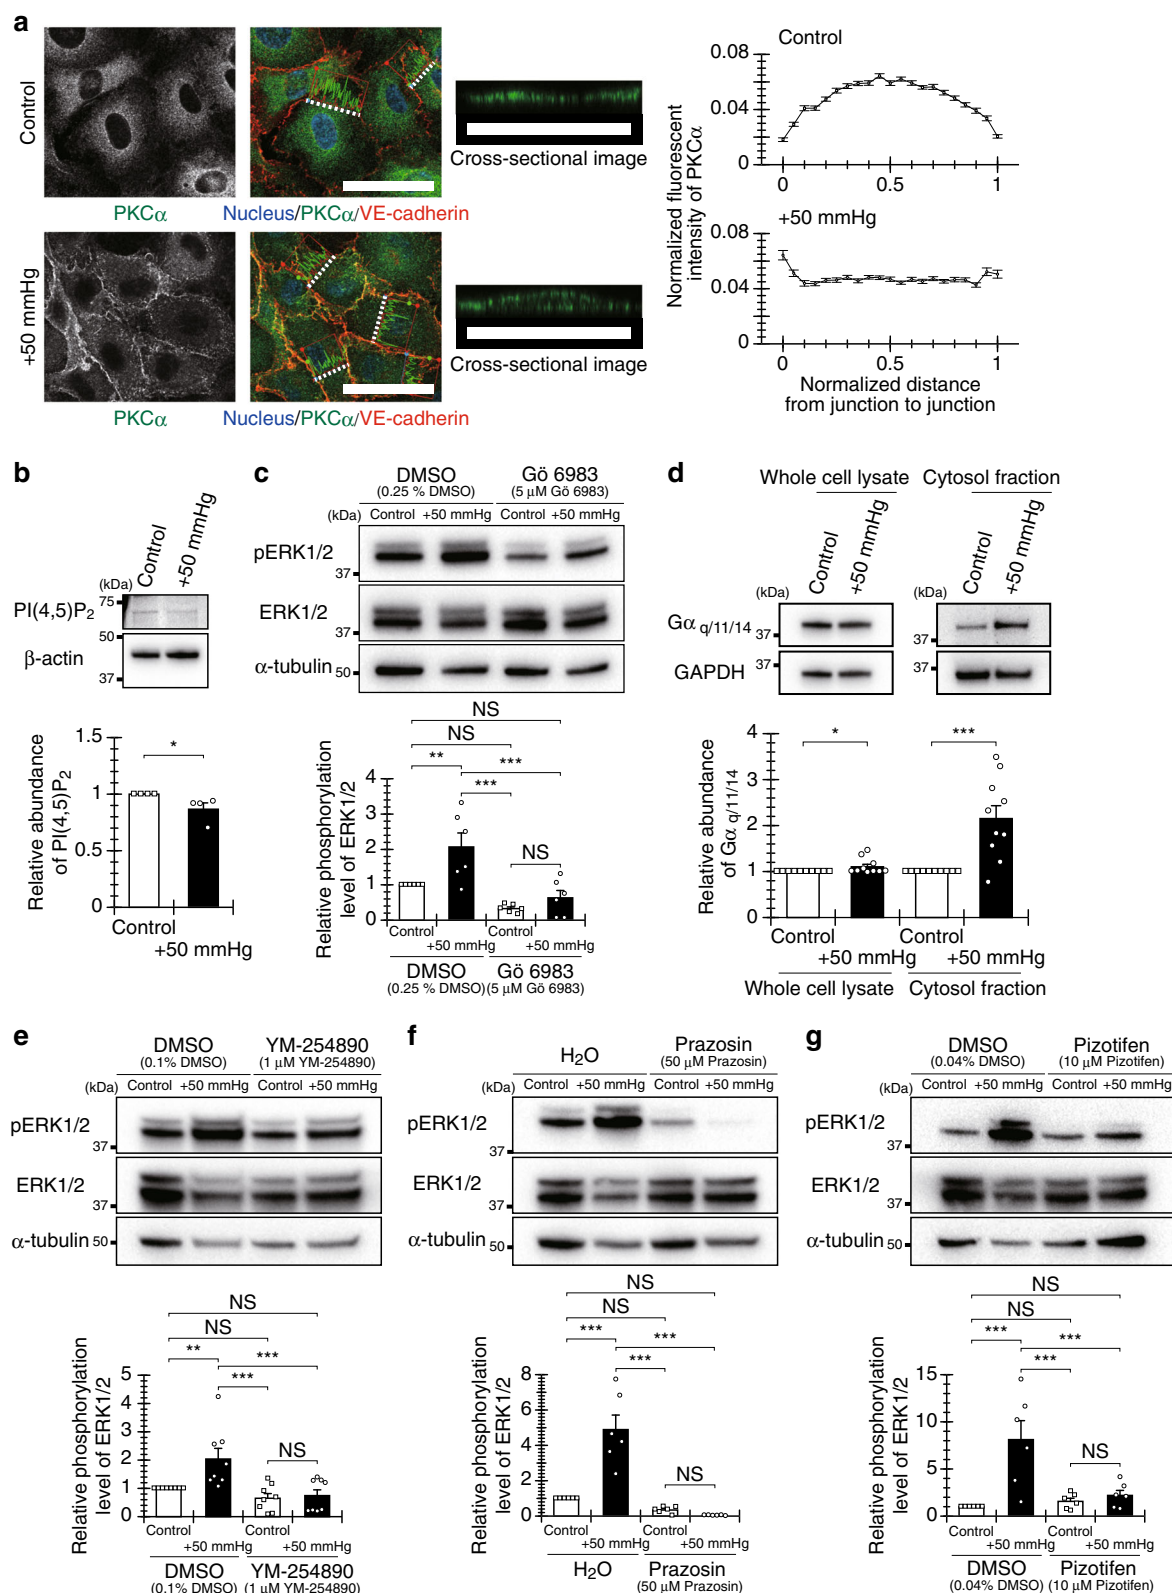 a
Control
PKCα
Nucleus/PKCα/VE-cadherin
Cross-sectional image
+50 mmHg
PKCα
Nucleus/PKCα/VE-cadherin
Cross-sectional image
Normalized fluorescent
intensity of PKCα
Control
0.08
0.04
0
0 0.5 1
+50 mmHg
0.08
0.04
0
0 0.5 1
Normalized distance
from junction to junction
b
Control
+50 mmHg
(kDa)
PI(4,5)P2
75
50
β-actin
37
Relative abundance
of PI(4,5)P2
1.5
1
0.5
0
*
Control
+50 mmHg
c
DMSO
(0.25 % DMSO)
Gö 6983
(5 μM Gö 6983)
(kDa) Control +50 mmHg Control +50 mmHg
pERK1/2
37
ERK1/2
37
α-tubulin 50
NS
NS
** ***
***
NS
Relative phosphorylation
level of ERK1/2
4
3
2
1
0
Control Control
+50 mmHg +50 mmHg
DMSO
(0.25 % DMSO)
Gö 6983
(5 μM Gö 6983)
d
Whole cell lysate Cytosol fraction
Control
+50 mmHg
Control
+50 mmHg
(kDa)
Gα q/11/14
37
37
GAPDH
37
37
Relative abundance
of Gα q/11/14
4
3
2
1
0
* ***
Control Control
+50 mmHg +50 mmHg
Whole cell lysate Cytosol fraction
e
DMSO
(0.1% DMSO)
YM-254890
(1 μM YM-254890)
(kDa) Control +50 mmHg Control +50 mmHg
pERK1/2
37
ERK1/2
37
α-tubulin 50
NS
NS
** ***
***
NS
Relative phosphorylation
level of ERK1/2
5
4
3
2
1
0
Control Control
+50 mmHg +50 mmHg
DMSO
(0.1% DMSO)
YM-254890
(1 μM YM-254890)
f
H2O
Prazosin
(50 μM Prazosin)
(kDa) Control +50 mmHg Control +50 mmHg
pERK1/2
37
ERK1/2
37
α-tubulin 50
NS
NS
*** ***
***
NS
Relative phosphorylation
level of ERK1/2
8
6
4
2
0
Control Control
+50 mmHg +50 mmHg
H2O
Prazosin
(50 μM Prazosin)
g
DMSO
(0.04% DMSO)
Pizotifen
(10 μM Pizotifen)
(kDa) Control +50 mmHg Control +50 mmHg
pERK1/2
37
ERK1/2
37
α-tubulin 50
NS
NS
*** ***
***
NS
Relative phosphorylation
level of ERK1/2
15
10
5
0
Control Control
+50 mmHg +50 mmHg
DMSO
(0.04% DMSO)
Pizotifen
(10 μM Pizotifen)